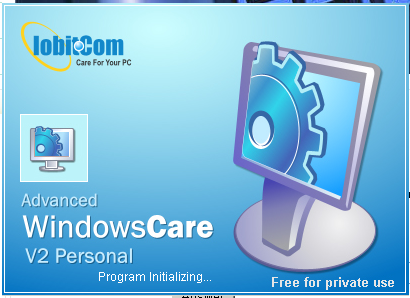 IobitCom
Care For Your PC
Advanced
WindowsCare
V2 Personal
Program Initializing...
Free for private use